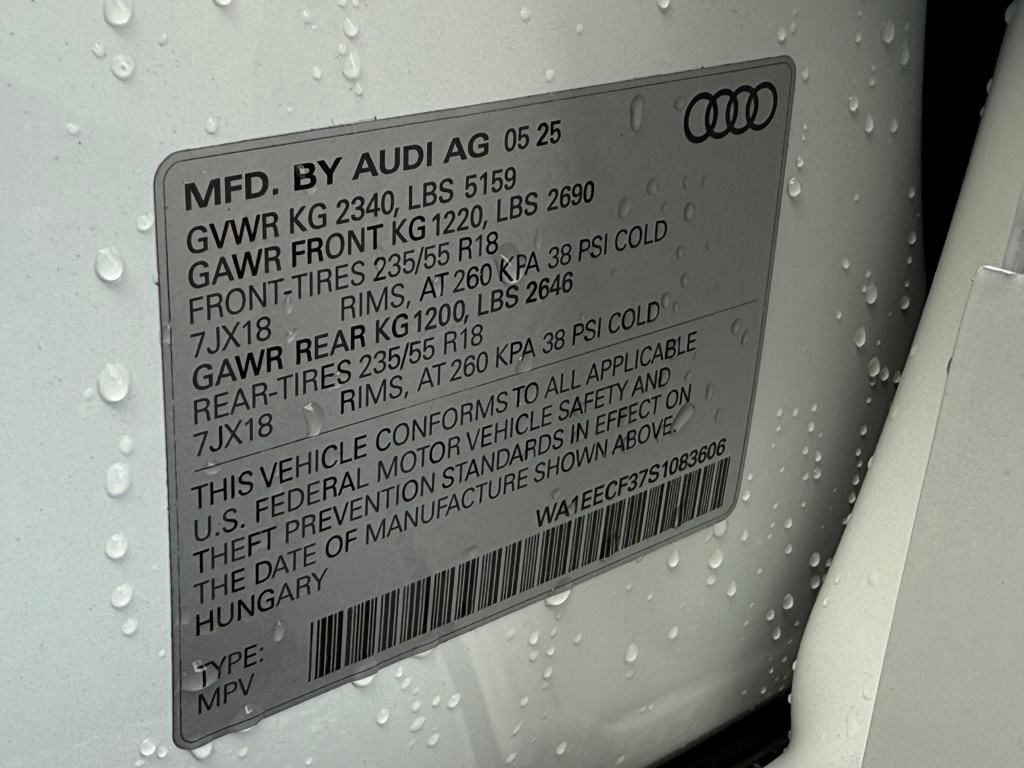 MFD. BY AUDI AG 05 25
GVWR KG 2340, LBS 5159
GAWR FRONT KG 1220, LBS 2690
FRONT-TIRES 235/55 R18
7JX18 RIMS, AT 260 KPA 38 PSI COLD
GAWR REAR KG 1200, LBS 2646
REAR-TIRES 235/55 R18
7JX18 RIMS, AT 260 KPA 38 PSI COLD
THIS VEHICLE CONFORMS TO ALL APPLICABLE
U.S. FEDERAL MOTOR VEHICLE SAFETY AND
THEFT PREVENTION STANDARDS IN EFFECT ON
THE DATE OF MANUFACTURE SHOWN ABOVE.
HUNGARY
WA1EECF37S1083606
TYPE:
MPV